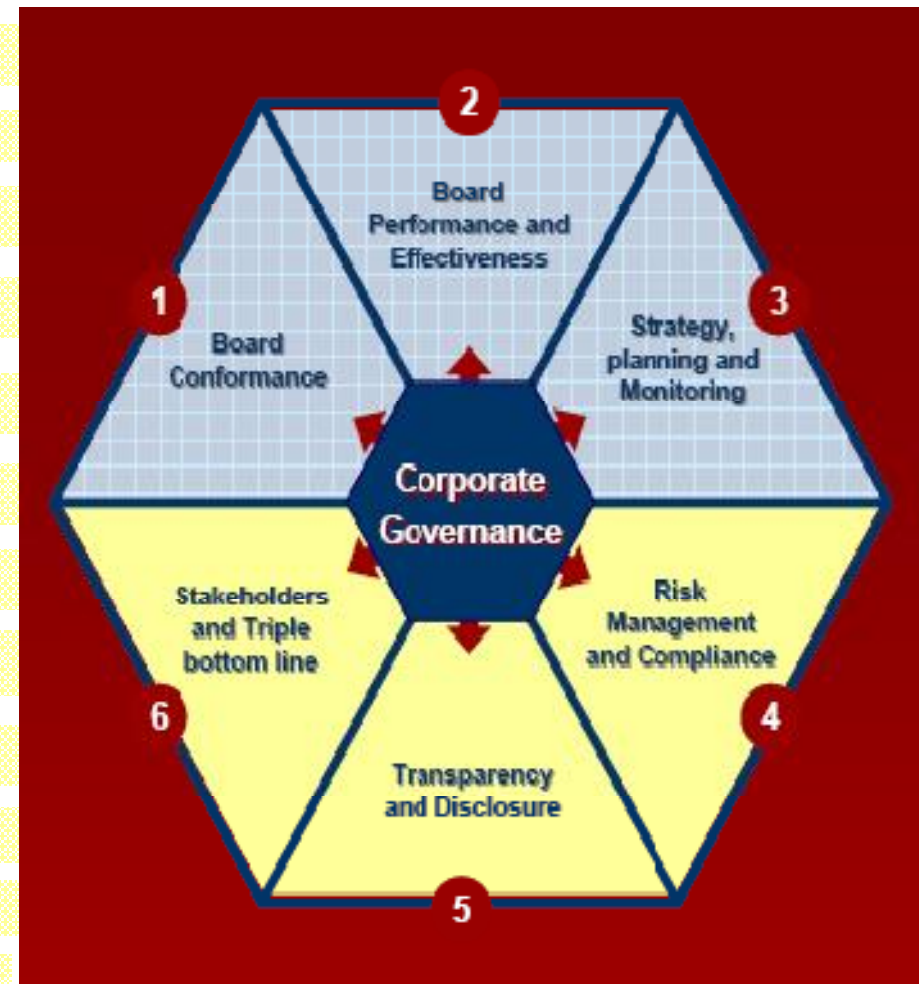 2
Board
Performance and
Effectiveness
1
Board
Conformance
3
Strategy,
planning and
Monitoring
Corporate
Governance
Stakeholders
and Triple
bottom line
6
Risk
Management
and Compliance
4
Transparency
and Disclosure
5